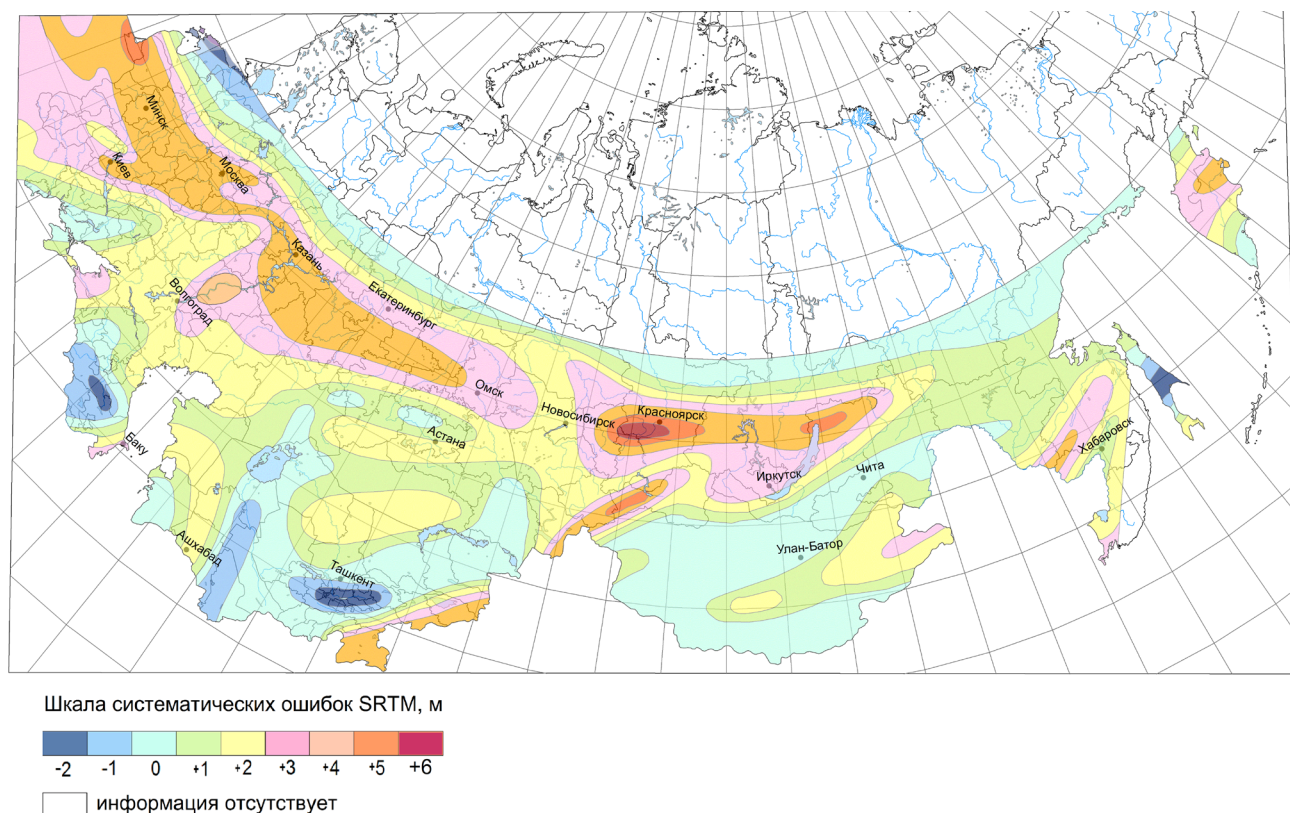 Минск
Киев
Москва
Казань
Волгоград
Екатеринбург
Омск
Новосибирск
Красноярск
Астана
Баку
Иркутск
Чита
Хабаровск
Улан-Батор
Ашхабад
Ташкент
Шкала систематических ошибок SRTM, м
-2 -1 0 +1 +2 +3 +4 +5 +6
информация отсутствует